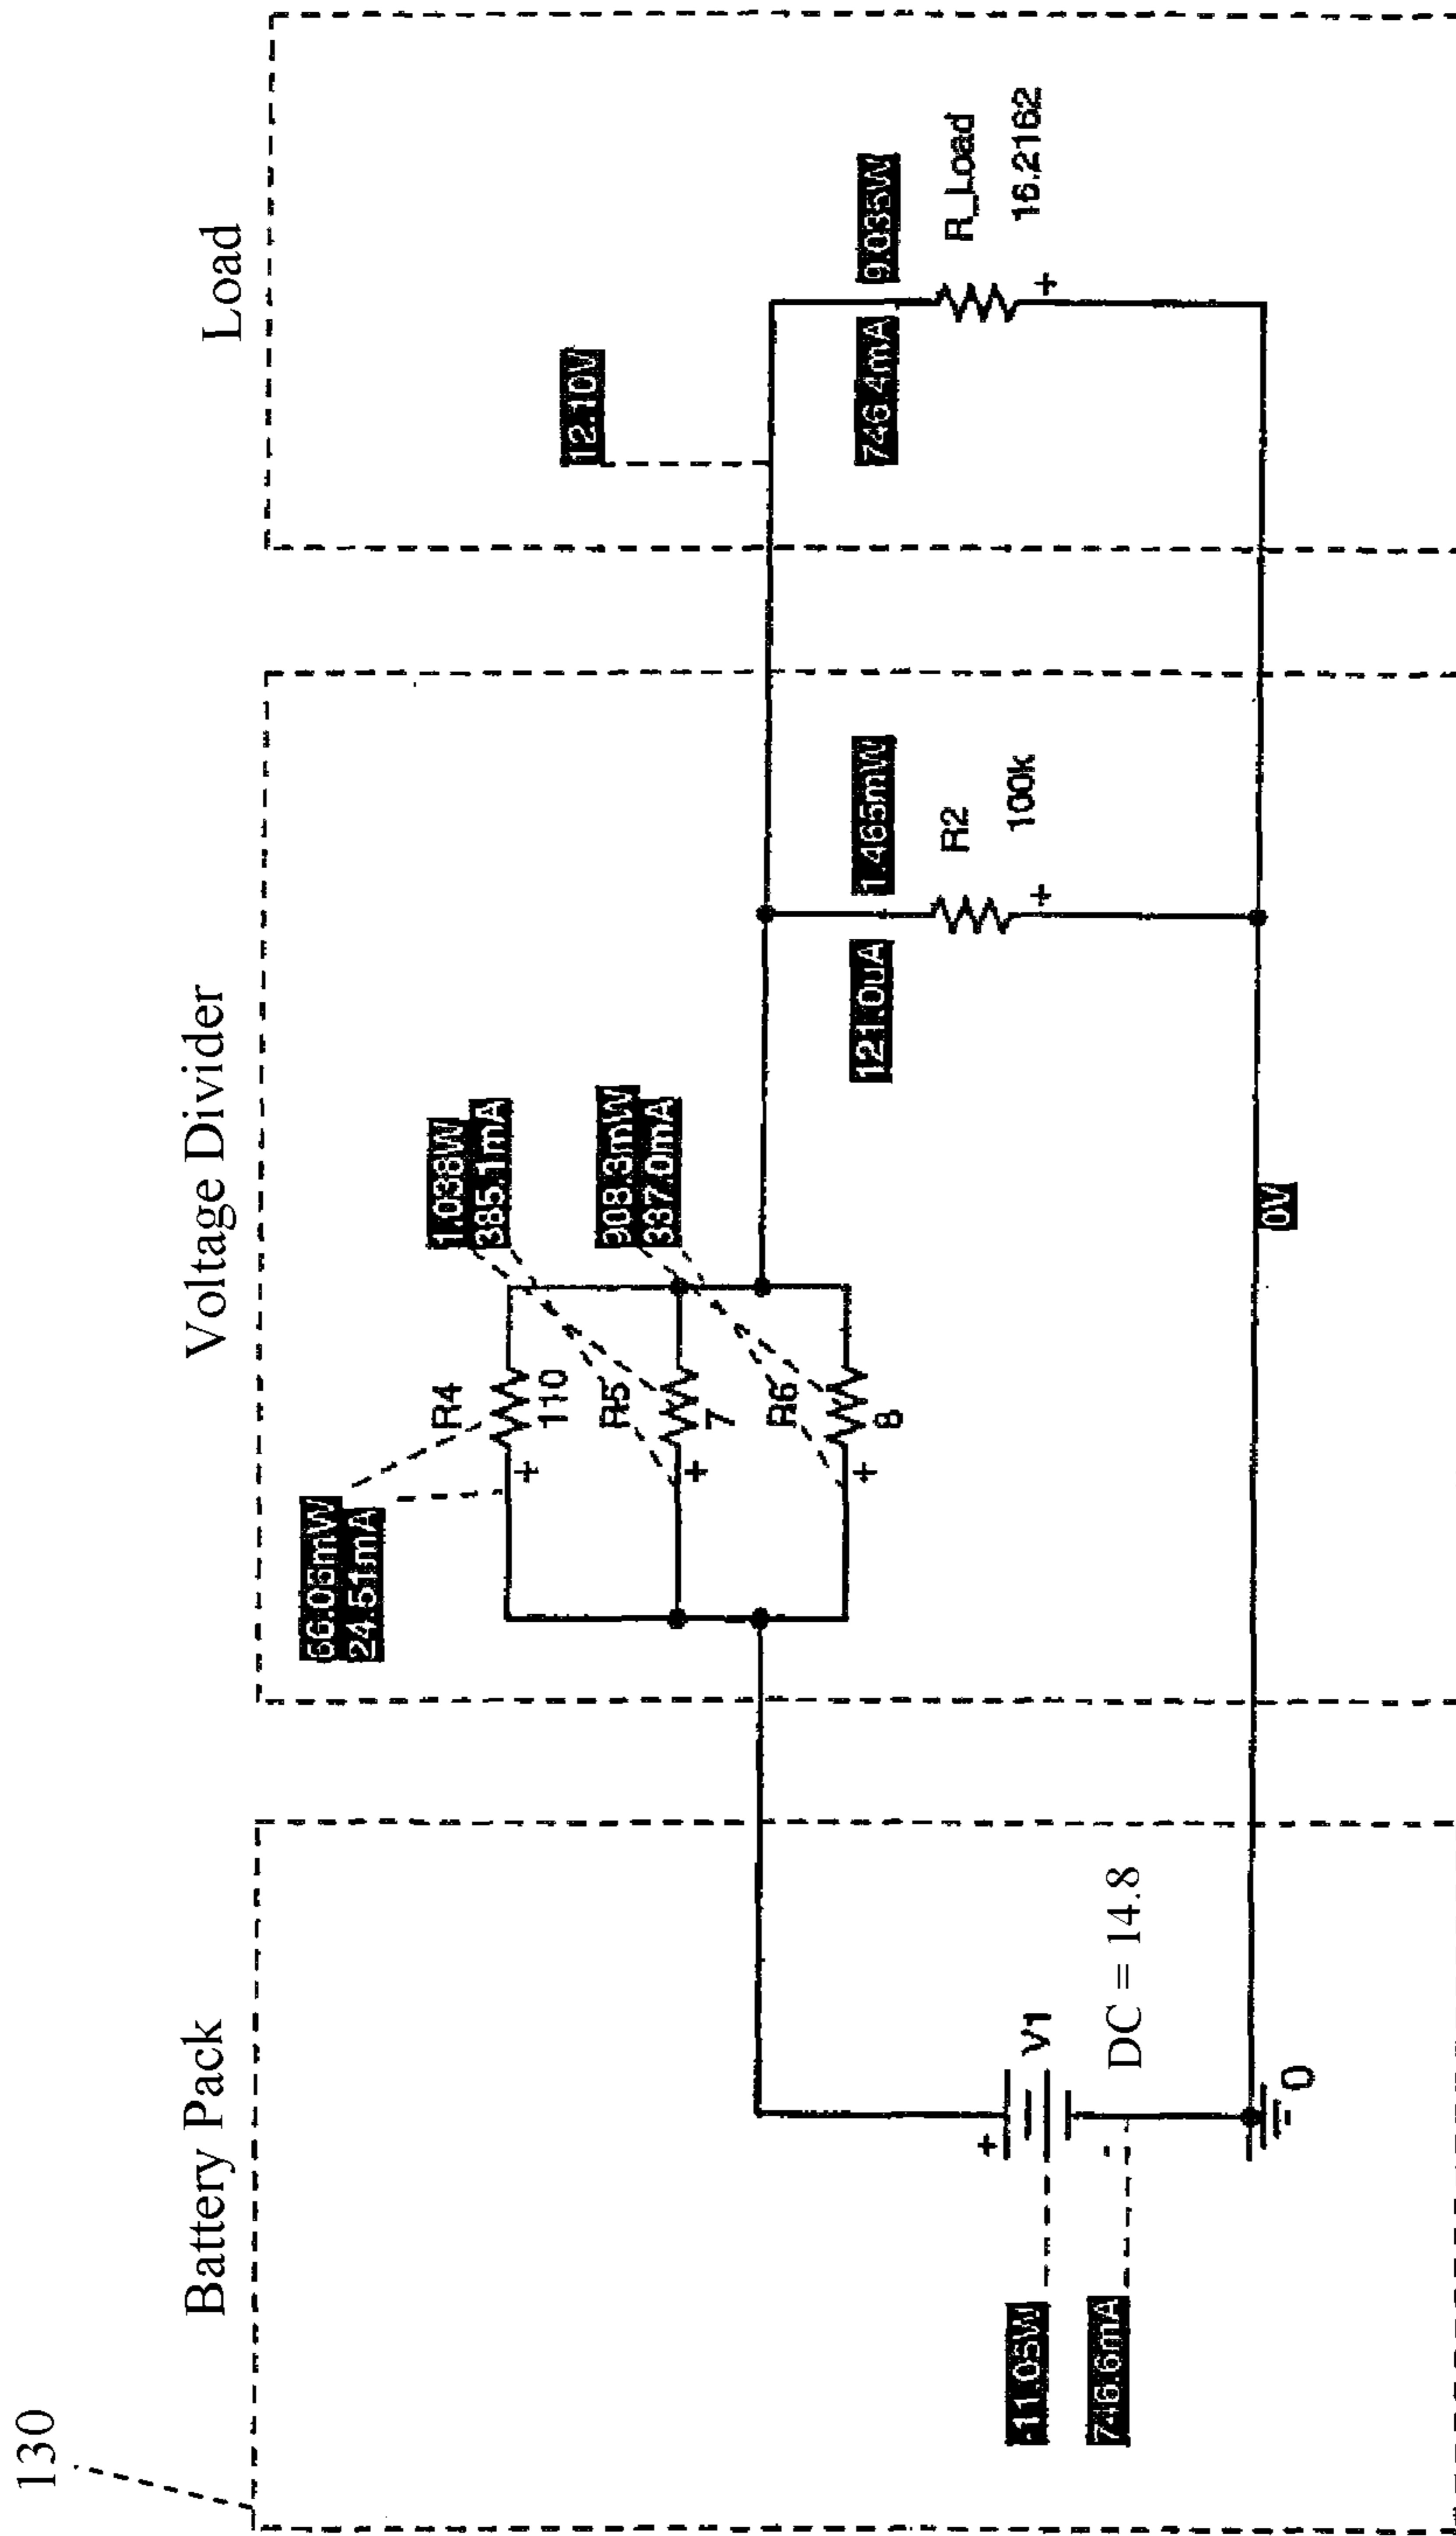 130
Battery Pack
Voltage Divider
Load
66.06mW
24.51mA
R4
110
1.038W
385.1mA
R5
7
908.3mW
337.0mA
R6
8
12.10V
-11.05W
746.6mA
+
-
V1
DC = 14.8
0
121.0uA
1.465mW
R2
100k
+
746.4mA
9.035W
R_Load
16.2162
+
0V
+
+
+